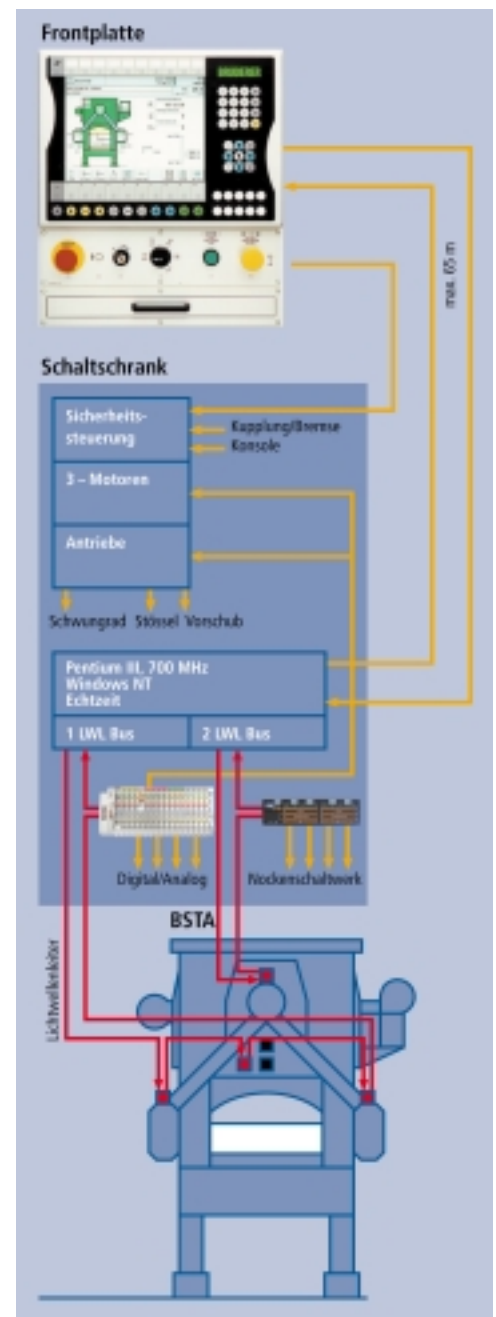 Frontplatte
BRUDERER
max. 65 m
Schaltschrank
Sicherheits-
steuerung
Kupplung/Bremse
Konsole
3 – Motoren
Antriebe
Schwungrad Stössel Vorschub
Pentium III, 700 MHz
Windows NT
Echtzeit
1 LWL Bus
2 LWL Bus
Digital/Analog
Nockenschaltwerk
BSTA
Lichtwellenleiter